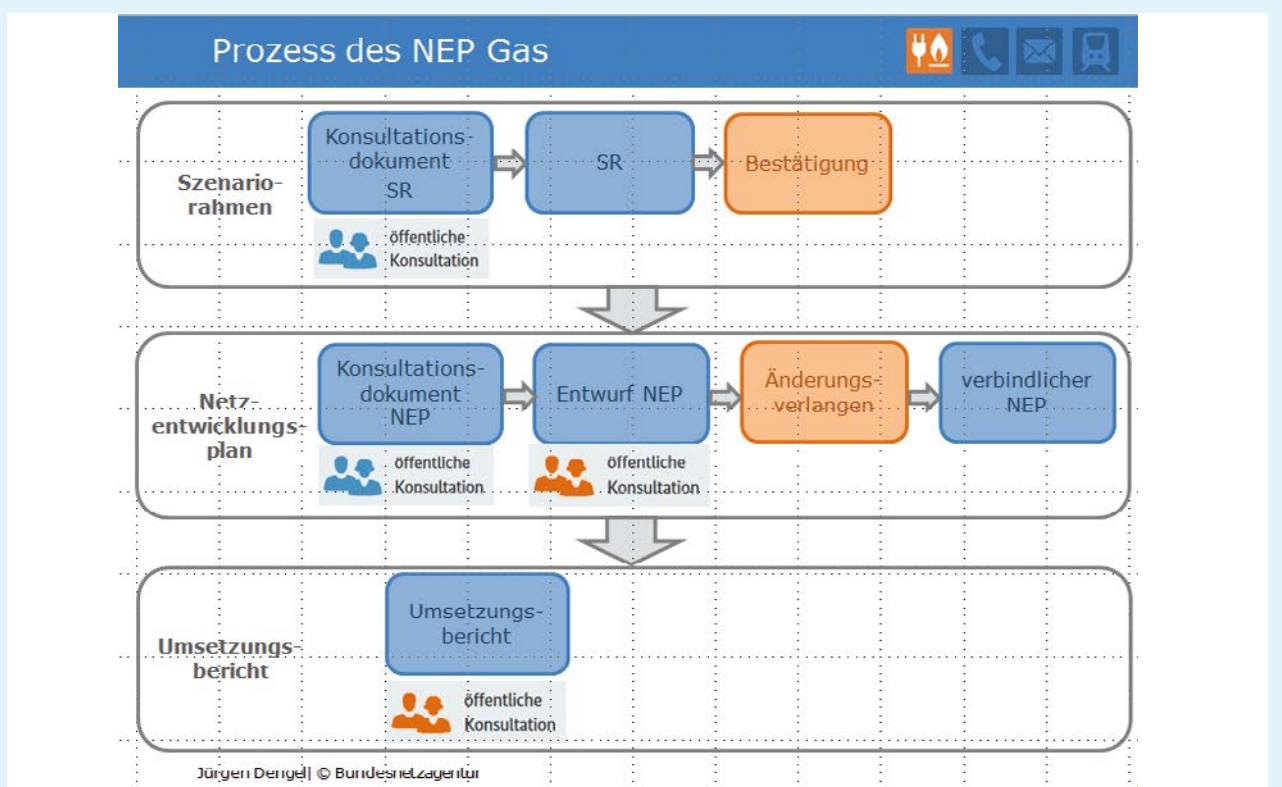 Prozess des NEP Gas
Szenario-
rahmen
Konsultations-
dokument
SR
SR
Bestätigung
öffentliche
Konsultation
Netz-
entwicklungs-
plan
Konsultations-
dokument
NEP
Entwurf NEP
Änderungs-
verlangen
verbindlicher
NEP
öffentliche
Konsultation
öffentliche
Konsultation
Umsetzungs-
bericht
Umsetzungs-
bericht
öffentliche
Konsultation
Jürgen Dengel| © Bundesnetzagentur